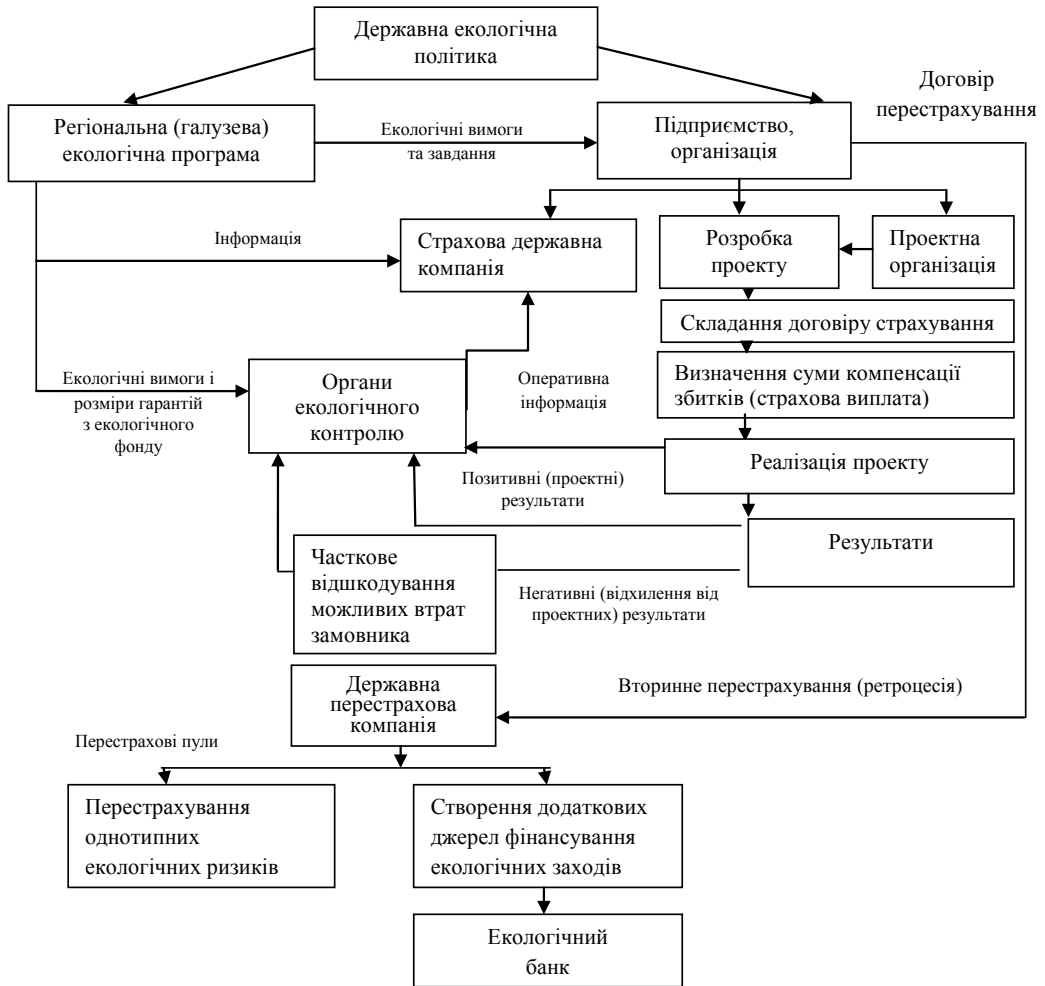 Державна екологічна
політика
Договір
перестрахування
Регіональна (галузева)
екологічна програма
Екологічні вимоги
та завдання
Підприємство,
організація
Інформація
Страхова державна
компанія
Розробка
проекту
Проектна
організація
Складання договіру страхування
Екологічні вимоги і
розміри гарантій
з екологічного
фонду
Органи
екологічного
контролю
Оперативна
інформація
Визначення суми компенсації
збитків (страхова виплата)
Реалізація проекту
Позитивні (проектні)
результати
Результати
Часткове
відшкодування
можливих втрат
замовника
Негативні (відхилення від
проектних) результати
Державна
перестрахова
компанія
Вторинне перестрахування (ретроцесія)
Перестрахові пули
Перестрахування
однотипних
екологічних ризиків
Створення додаткових
джерел фінансування
екологічних заходів
Екологічний
банк